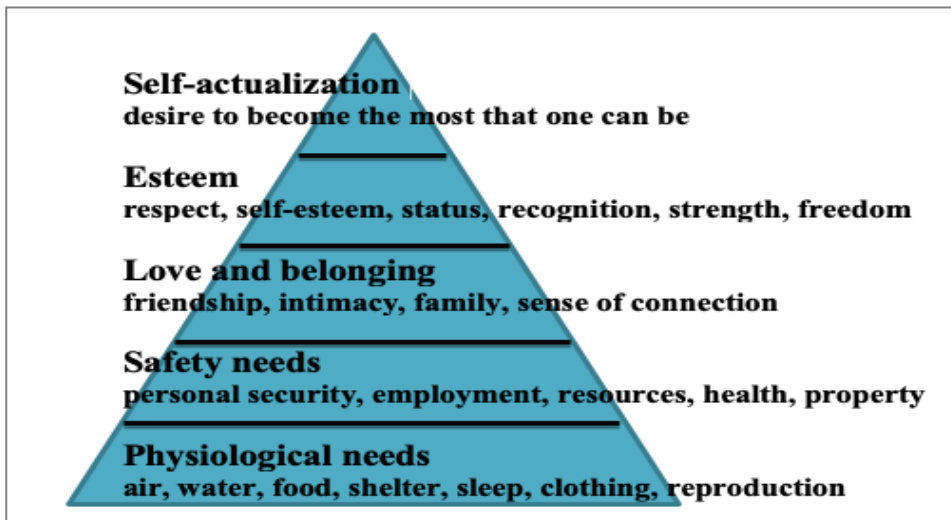 Self-actualization
desire to become the most that one can be
Esteem
respect, self-esteem, status, recognition, strength, freedom
Love and belonging
friendship, intimacy, family, sense of connection
Safety needs
personal security, employment, resources, health, property
Physiological needs
air, water, food, shelter, sleep, clothing, reproduction